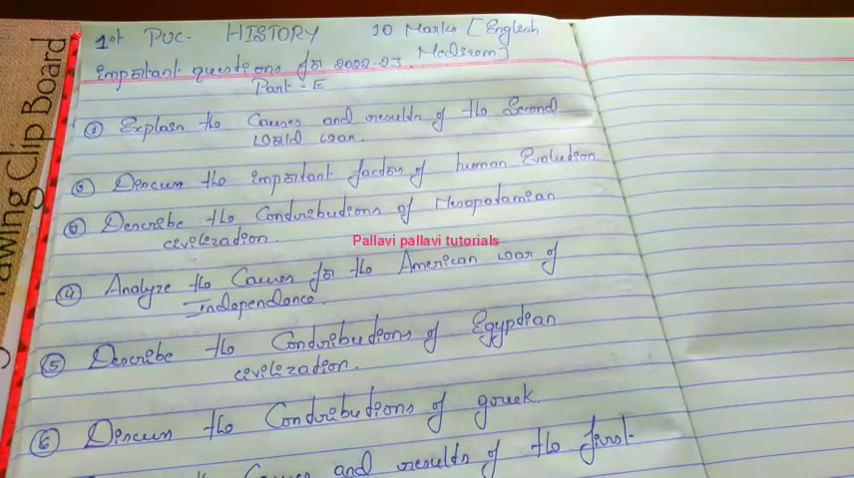 1st PUC- HISTORY 10 Marks [English
Medium]
important questions for 2022-23.
Part - E
① Explain the Causes and results of the Second
world war.
② Discuss the important factors of human Evolution
③ Describe the Contributions of Mesopotamian
civilization.
Pallavi pallavi tutorials
④ Analyze the Causes for the American war of
Independence.
⑤ Describe the Contributions of Egyptian
civilization.
⑥ Discuss the Contributions of greek.
Causes and results of the first-
awing Clip Board